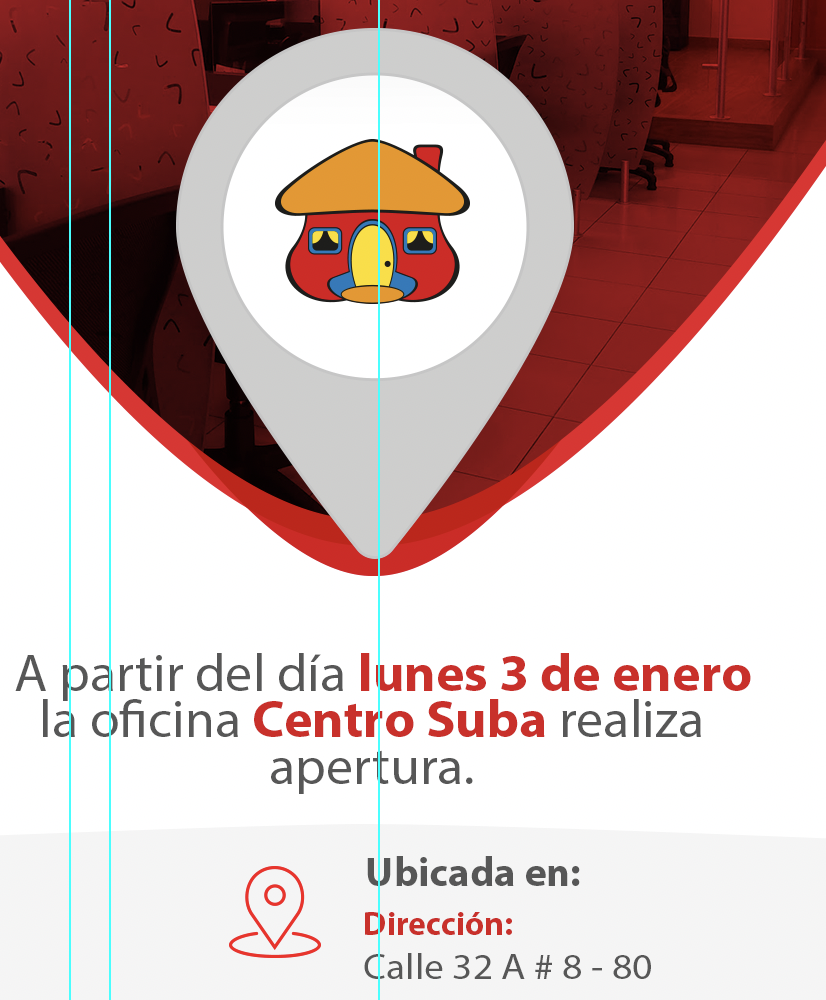 A partir del día lunes 3 de enero
la oficina Centro Suba realiza
apertura.
Ubicada en:
Dirección:
Calle 32 A # 8 - 80